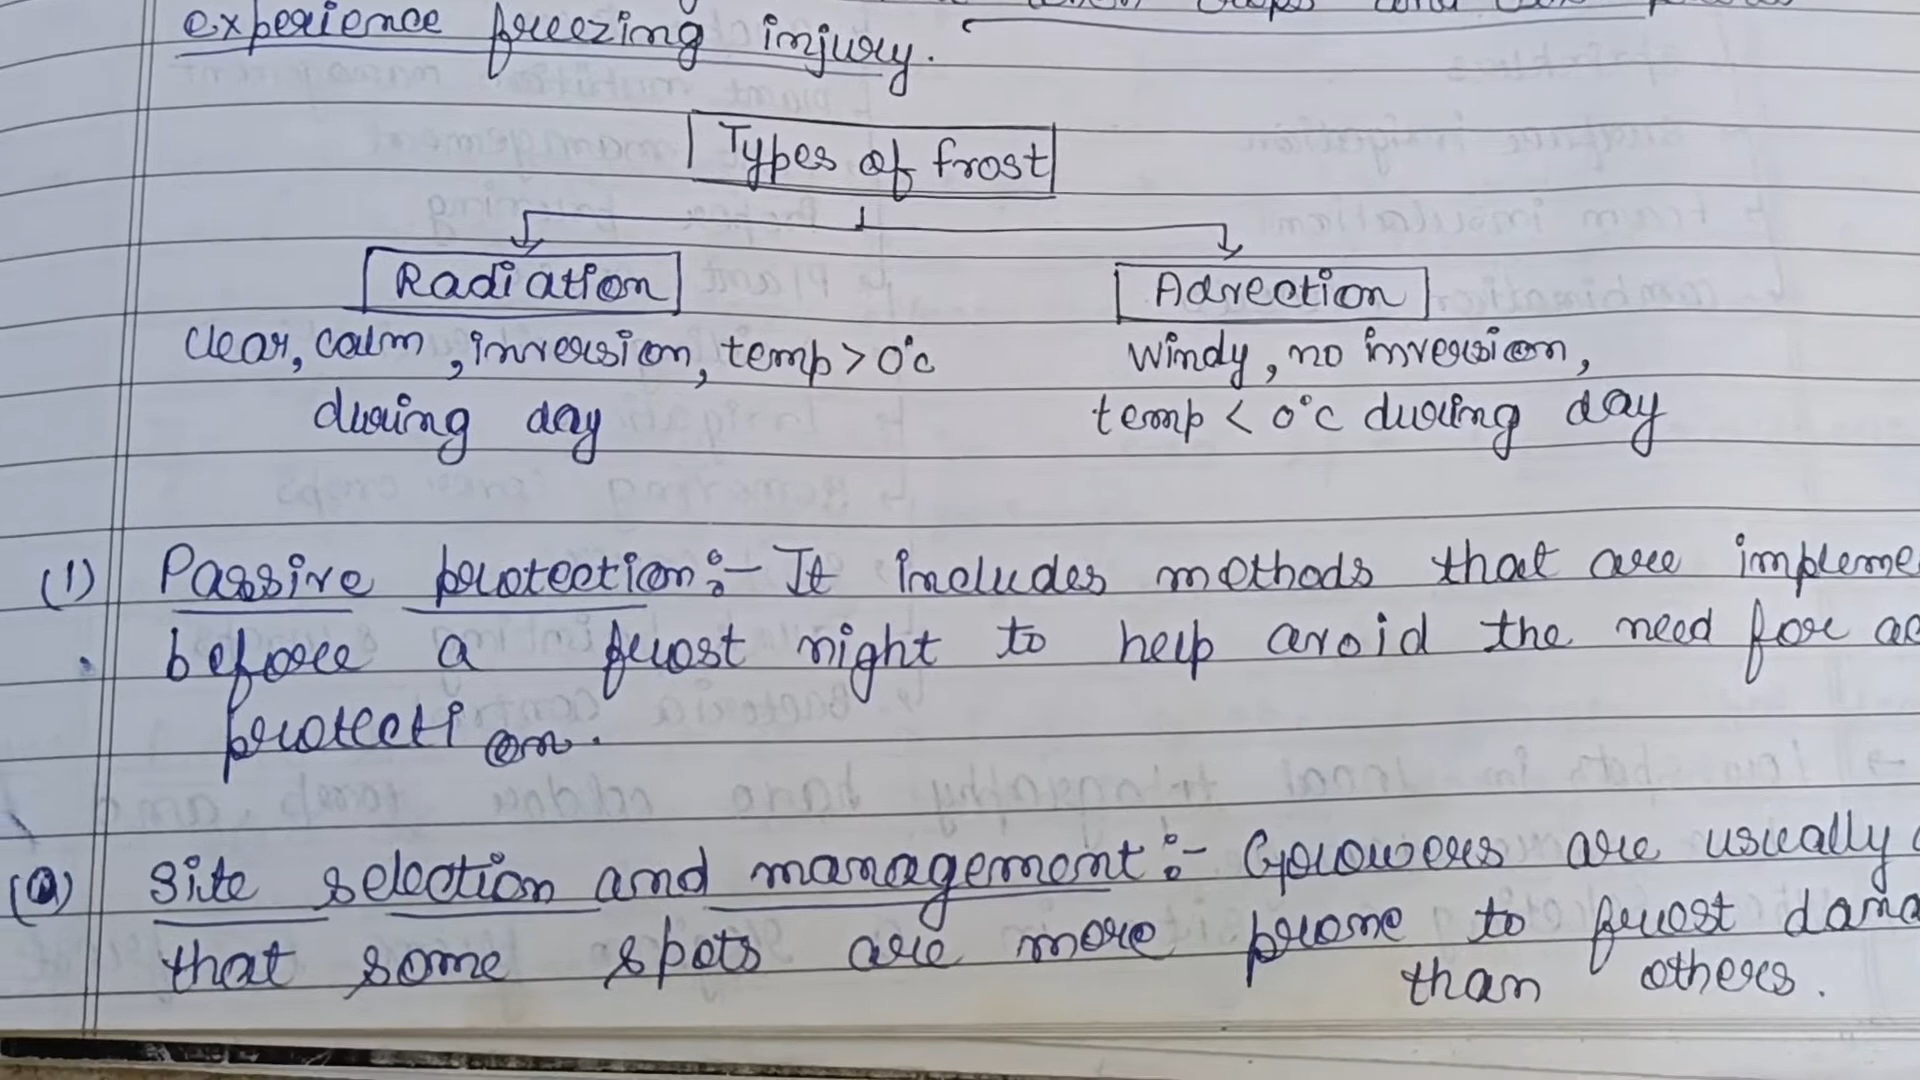 experience freezing injury.
Types of frost
Radiation
Advection
clear, calm, inversion, temp > 0°c
during day
windy, no inversion,
temp < 0°c during day
(1) Passive protection :- It includes methods that are impleme
before a frost night to help avoid the need for ac
protection.
(a) Site selection and management :- Growers are usually
that some spots are more prone to frost dama
than others.